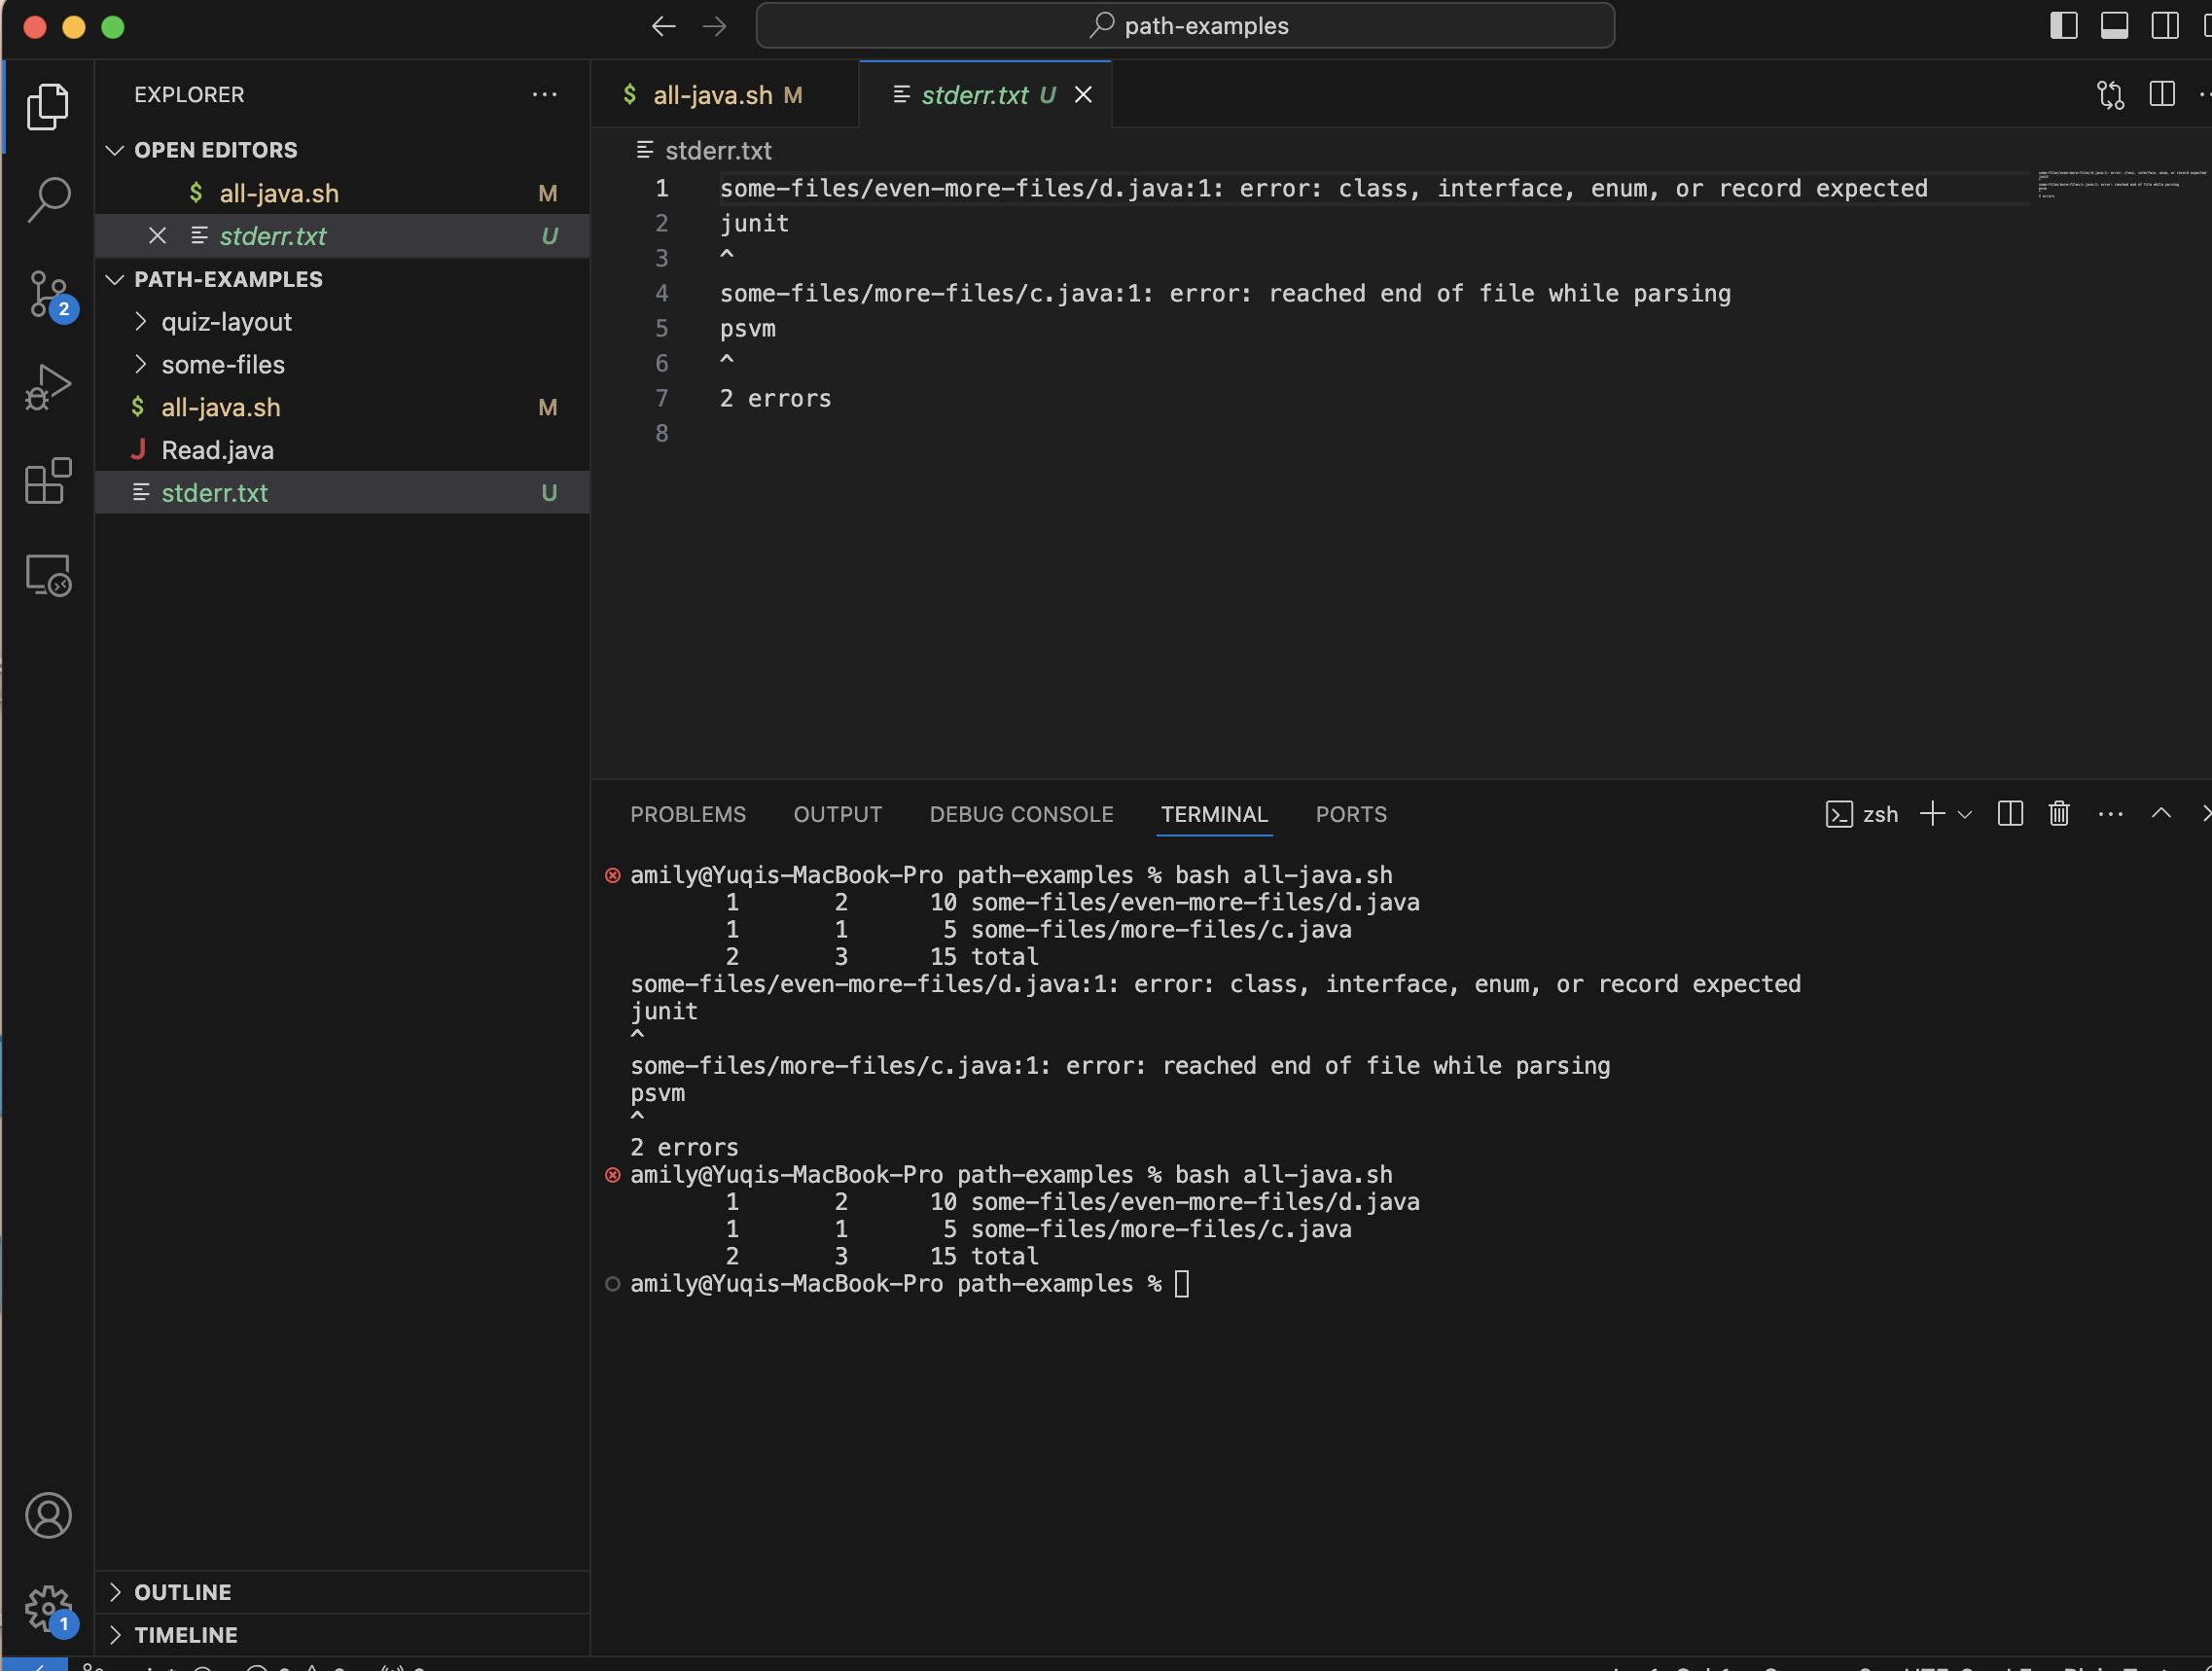 path-examples
EXPLORER
OPEN EDITORS
$ all-java.sh M
stderr.txt U
PATH-EXAMPLES
quiz-layout
some-files
$ all-java.sh M
J Read.java
stderr.txt U
2
1
OUTLINE
TIMELINE
$ all-java.sh M
stderr.txt U
stderr.txt
1 some-files/even-more-files/d.java:1: error: class, interface, enum, or record expected
2 junit
3 ^
4 some-files/more-files/c.java:1: error: reached end of file while parsing
5 psvm
6 ^
7 2 errors
8
PROBLEMS OUTPUT DEBUG CONSOLE TERMINAL PORTS zsh
amily@Yuqis-MacBook-Pro path-examples % bash all-java.sh
1 2 10 some-files/even-more-files/d.java
1 1 5 some-files/more-files/c.java
2 3 15 total
some-files/even-more-files/d.java:1: error: class, interface, enum, or record expected
junit
^
some-files/more-files/c.java:1: error: reached end of file while parsing
psvm
^
2 errors
amily@Yuqis-MacBook-Pro path-examples % bash all-java.sh
1 2 10 some-files/even-more-files/d.java
1 1 5 some-files/more-files/c.java
2 3 15 total
amily@Yuqis-MacBook-Pro path-examples %